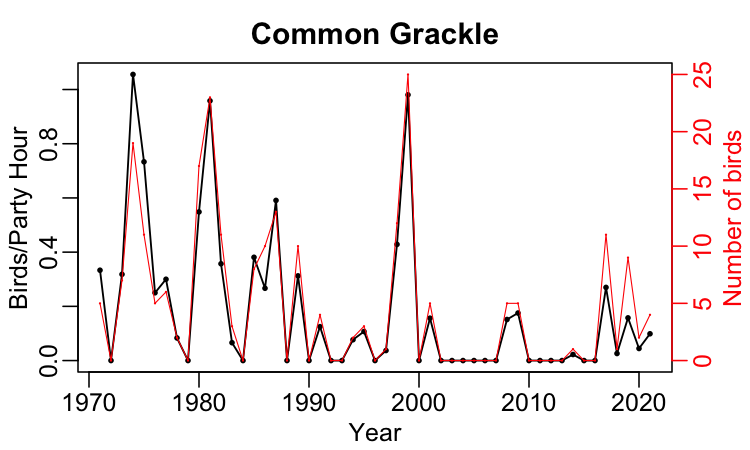 Common Grackle
Birds/Party Hour
0.0 0.4 0.8
0 5 10 15 20 25
Number of birds
1970 1980 1990 2000 2010 2020
Year